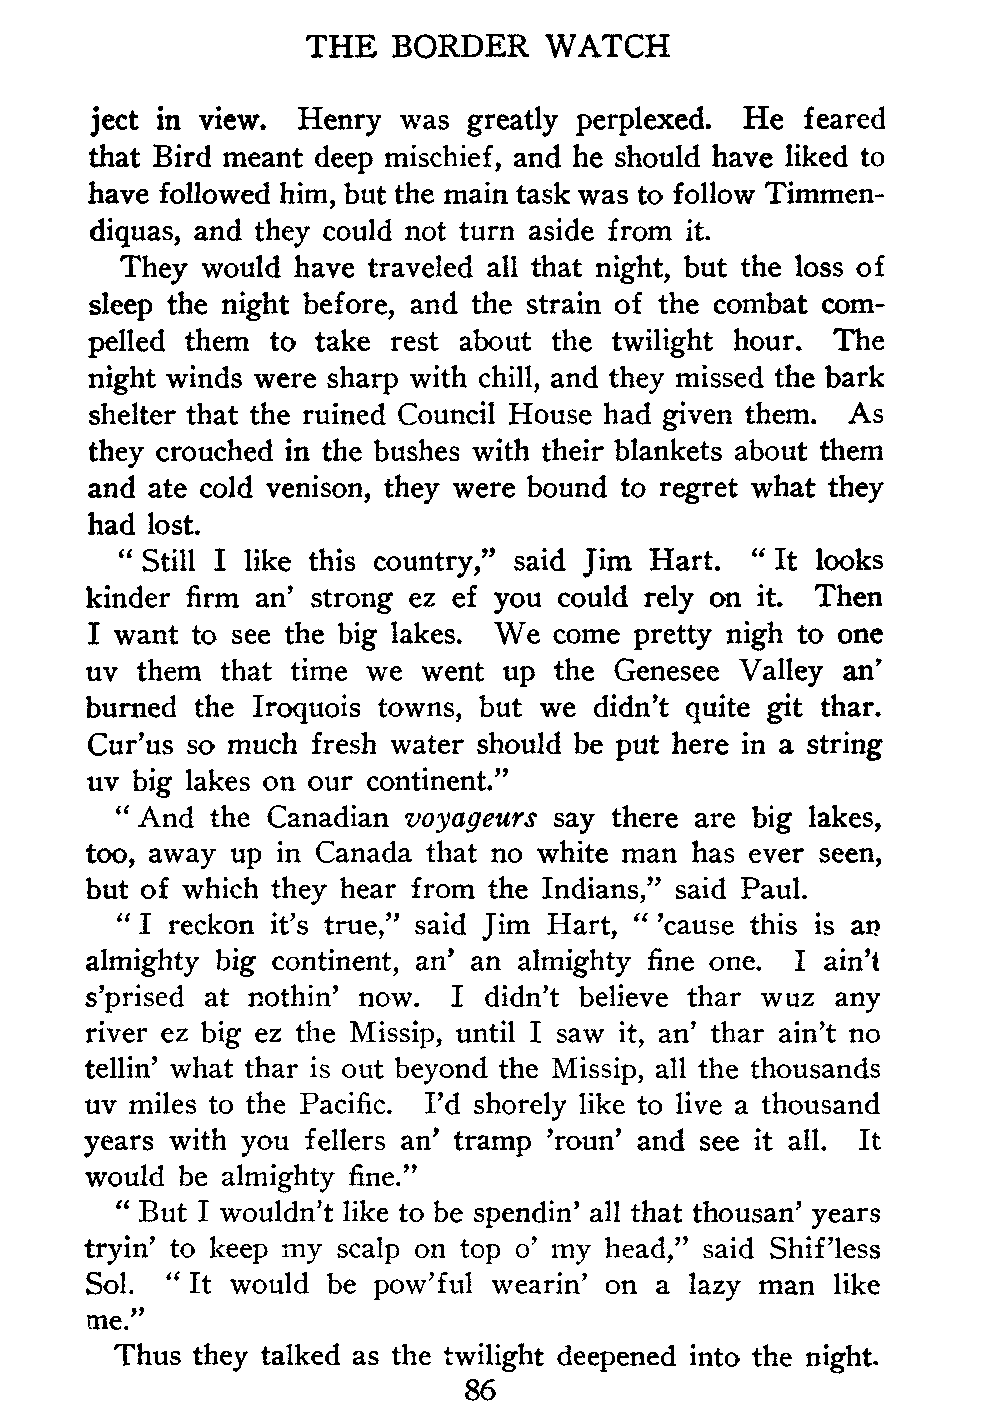 THE BORDER WATCH
ject in view. Henry was greatly perplexed. He feared
that Bird meant deep mischief, and he should have liked to
have followed him, but the main task was to follow Timmen-
diquas, and they could not turn aside from it.
They would have traveled all that night, but the loss of
sleep the night before, and the strain of the combat com-
pelled them to take rest about the twilight hour. The
night winds were sharp with chill, and they missed the bark
shelter that the ruined Council House had given them. As
they crouched in the bushes with their blankets about them
and ate cold venison, they were bound to regret what they
had lost.
“ Still I like this country,” said Jim Hart. “ It looks
kinder firm an’ strong ez ef you could rely on it. Then
I want to see the big lakes. We come pretty nigh to one
uv them that time we went up the Genesee Valley an’
burned the Iroquois towns, but we didn’t quite git thar.
Cur’us so much fresh water should be put here in a string
uv big lakes on our continent.”
“ And the Canadian voyageurs say there are big lakes,
too, away up in Canada that no white man has ever seen,
but of which they hear from the Indians,” said Paul.
“ I reckon it’s true,” said Jim Hart, “ ’cause this is an
almighty big continent, an’ an almighty fine one. I ain’t
s’prised at nothin’ now. I didn’t believe thar wuz any
river ez big ez the Missip, until I saw it, an’ thar ain’t no
tellin’ what thar is out beyond the Missip, all the thousands
uv miles to the Pacific. I’d shorely like to live a thousand
years with you fellers an’ tramp ’roun’ and see it all. It
would be almighty fine.”
“ But I wouldn’t like to be spendin’ all that thousan’ years
tryin’ to keep my scalp on top o’ my head,” said Shif’less
Sol. “ It would be pow’ful wearin’ on a lazy man like
me.”
Thus they talked as the twilight deepened into the night.
86